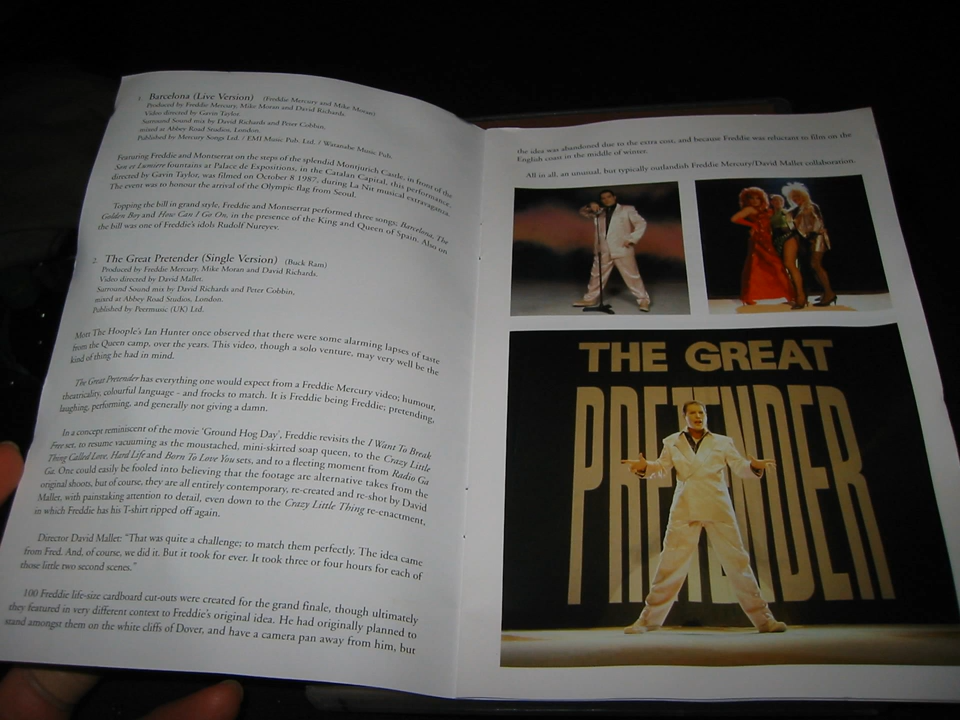 1. Barcelona (Live Version) (Freddie Mercury and Mike Moran)
Produced by Freddie Mercury, Mike Moran and David Richards.
Video directed by Gavin Taylor.
Surround Sound mix by David Richards and Peter Cobbin,
mixed at Abbey Road Studios, London.
Published by Mercury Songs Ltd. / EMI Music Pub. Ltd. / Watanabe Music Pub.
Featuring Freddie and Montserrat on the steps of the splendid Montjurich Castle, in front of the
Son et Lumiere fountains at Palace de Expositions, in the Catalan Capital, this performance,
directed by Gavin Taylor, was filmed on October 8 1987, during La Nit musical extravaganza.
The event was to honour the arrival of the Olympic flag from Seoul.
Topping the bill in grand style, Freddie and Montserrat performed three songs; Barcelona, The
Golden Boy and How Can I Go On, in the presence of the King and Queen of Spain. Also on
the bill was one of Freddie's idols Rudolf Nureyev.
2. The Great Pretender (Single Version) (Buck Ram)
Produced by Freddie Mercury, Mike Moran and David Richards.
Video directed by David Mallet.
Surround Sound mix by David Richards and Peter Cobbin,
mixed at Abbey Road Studios, London.
Published by Peermusic (UK) Ltd.
Mott The Hoople's Ian Hunter once observed that there were some alarming lapses of taste
from the Queen camp, over the years. This video, though a solo venture, may very well be the
kind of thing he had in mind.
The Great Pretender has everything one would expect from a Freddie Mercury video; humour,
theatricality, colourful language - and frocks to match. It is Freddie being Freddie; pretending,
laughing, performing, and generally not giving a damn.
In a concept reminiscent of the movie 'Ground Hog Day', Freddie revisits the I Want To Break
Free set, to resume vacuuming as the moustached, mini-skirted soap queen, to the Crazy Little
Thing Called Love, Hard Life and Born To Love You sets, and to a fleeting moment from Radio Ga
Ga. One could easily be fooled into believing that the footage are alternative takes from the
original shoots, but of course, they are all entirely contemporary, re-created and re-shot by David
Mallet, with painstaking attention to detail, even down to the Crazy Little Thing re-enactment,
in which Freddie has his T-shirt ripped off again.
Director David Mallet: "That was quite a challenge; to match them perfectly. The idea came
from Fred. And, of course, we did it. But it took for ever. It took three or four hours for each of
those little two second scenes."
100 Freddie life-size cardboard cut-outs were created for the grand finale, though ultimately
they featured in very different context to Freddie's original idea. He had originally planned to
stand amongst them on the white cliffs of Dover, and have a camera pan away from him, but
the idea was abandoned due to the extra cost, and because Freddie was reluctant to film on the
English coast in the middle of winter.
All in all, an unusual, but typically outlandish Freddie Mercury/David Mallet collaboration.
THE GREAT
PRETENDER